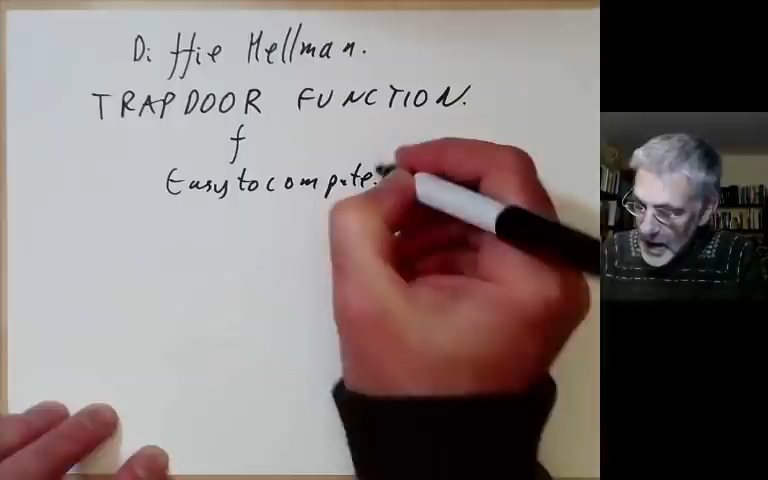 Diffie Hellman.
TRAPDOOR FUNCTION.
f
Easy to compute.